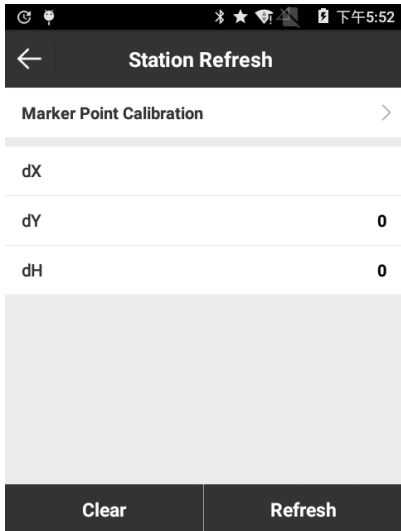 下午5:52
Station Refresh
Marker Point Calibration
dX
dY 0
dH 0
Clear Refresh